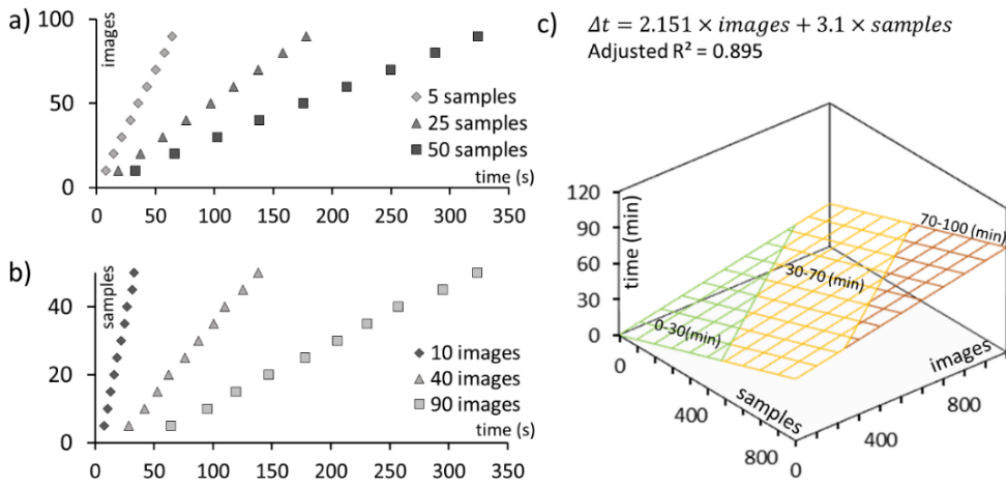 a)
images
100
50
0
5 samples
25 samples
50 samples
time (s)
0 50 100 150 200 250 300 350
b)
samples
40
20
0
10 images
40 images
90 images
time (s)
0 50 100 150 200 250 300 350
c)
Δt = 2.151 × images + 3.1 × samples
Adjusted R² = 0.895
time (min)
120
90
60
30
0
70-100 (min)
30-70 (min)
0-30(min)
0
400
800
samples
0
400
800
images